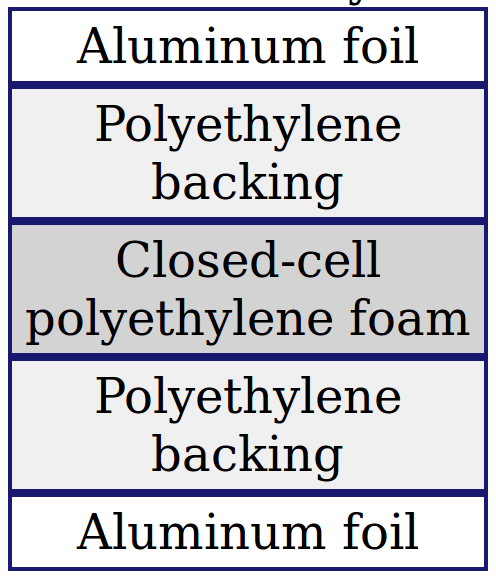 Aluminum foil
Polyethylene
backing
Closed-cell
polyethylene foam
Polyethylene
backing
Aluminum foil